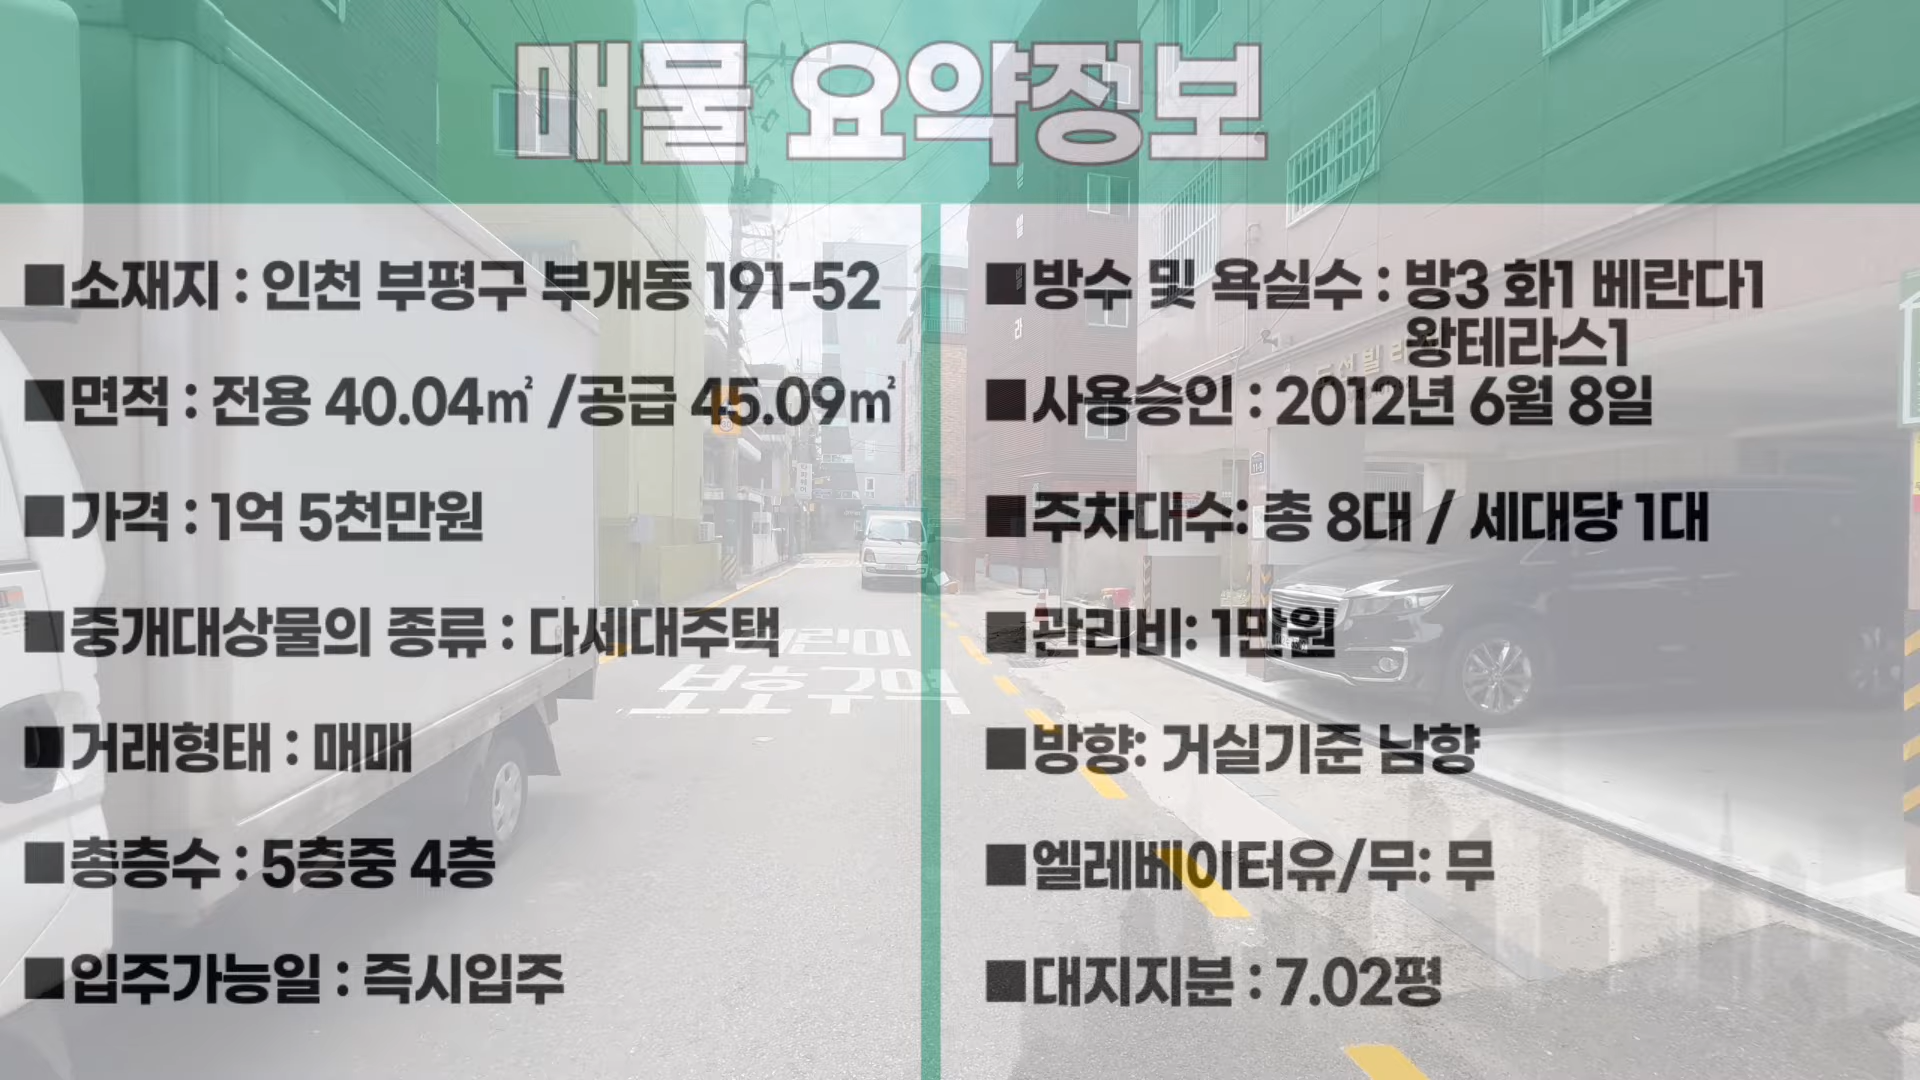 매물 요약정보
■소재지 : 인천 부평구 부개동 191-52
■면적 : 전용 40.04㎡ /공급 45.09㎡
■가격 : 1억 5천만원
■중개대상물의 종류 : 다세대주택
■거래형태 : 매매
■총층수 : 5층중 4층
■입주가능일 : 즉시입주
■방수 및 욕실수 : 방3 화1 베란다1
왕테라스1
■사용승인 : 2012년 6월 8일
■주차대수: 총 8대 / 세대당 1대
■관리비: 1만원
■방향: 거실기준 남향
■엘레베이터유/무: 무
■대지지분 : 7.02평